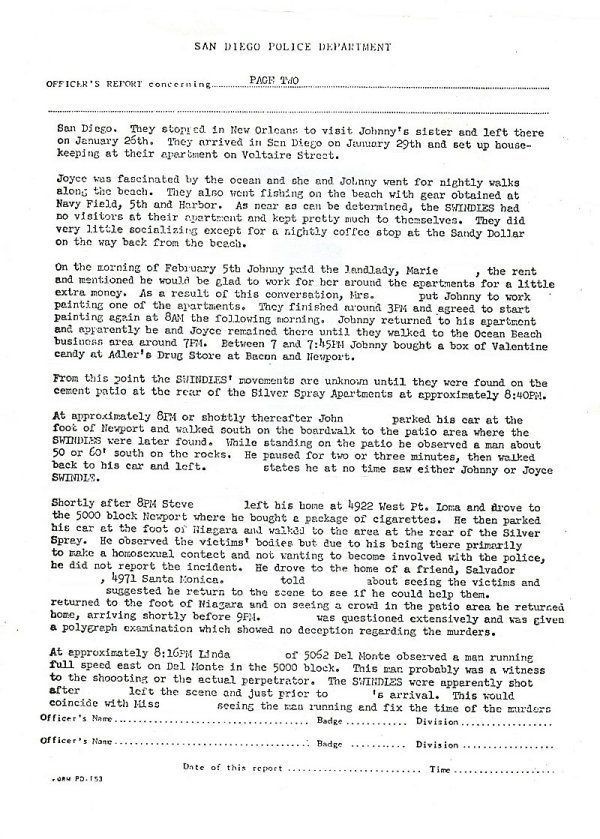 SAN DIEGO POLICE DEPARTMENT
OFFICER'S REPORT concerning PAGE TWO
San Diego. They stopped in New Orleans to visit Johnny's sister and left there
on January 26th. They arrived in San Diego on January 29th and set up house-
keeping at their apartment on Voltaire Street.
Joyce was fascinated by the ocean and she and Johnny went for nightly walks
along the beach. They also went fishing on the beach with gear obtained at
Navy Field, 5th and Harbor. As near as can be determined, the SWINDLES had
no visitors at their apartment and kept pretty much to themselves. They did
very little socializing except for a nightly coffee stop at the Sandy Dollar
on the way back from the beach.
On the morning of February 5th Johnny paid the landlady, Marie , the rent
and mentioned he would be glad to work for her around the apartments for a little
extra money. As a result of this conversation, Mrs. put Johnny to work
painting one of the apartments. They finished around 3PM and agreed to start
painting again at 8AM the following morning. Johnny returned to his apartment
and apparently he and Joyce remained there until they walked to the Ocean Beach
business area around 7PM. Between 7 and 7:45PM Johnny bought a box of Valentine
candy at Adler's Drug Store at Bacon and Newport.
From this point the SWINDLES' movements are unknown until they were found on the
cement patio at the rear of the Silver Spray Apartments at approximately 8:40PM.
At approximately 8PM or shottly thereafter John parked his car at the
foot of Newport and walked south on the boardwalk to the patio area where the
SWINDLES were later found. While standing on the patio he observed a man about
50 or 60' south on the rocks. He paused for two or three minutes, then walked
back to his car and left. states he at no time saw either Johnny or Joyce
SWINDLE.
Shortly after 8PM Steve left his home at 4922 West Pt. Loma and drove to
the 5000 block Newport where he bought a package of cigarettes. He then parked
his car at the foot of Niagara and walkdd to the area at the rear of the Silver
Spray. He observed the victims' bodies but due to his being there primarily
to make a homosexual contact and not wanting to become involved with the police,
he did not report the incident. He drove to the home of a friend, Salvador
, 4971 Santa Monica. told about seeing the victims and
suggested he return to the scene to see if he could help them.
returned to the foot of Niagara and on seeing a crowd in the patio area he returned
home, arriving shortly before 9PM. was questioned extensively and was given
a polygraph examination which showed no deception regarding the murders.
At approximately 8:16PM Linda of 5062 Del Monte observed a man running
full speed east on Del Monte in the 5000 block. This man probably was a witness
to the shoooting or the actual perpetrator. The SWINDLES were apparently shot
after left the scene and just prior to 's arrival. This would
coincide with Miss seeing the man running and fix the time of the murders
Officer's Name Badge Division
Officer's Name Badge Division
Date of this report Time
FORM PD-153